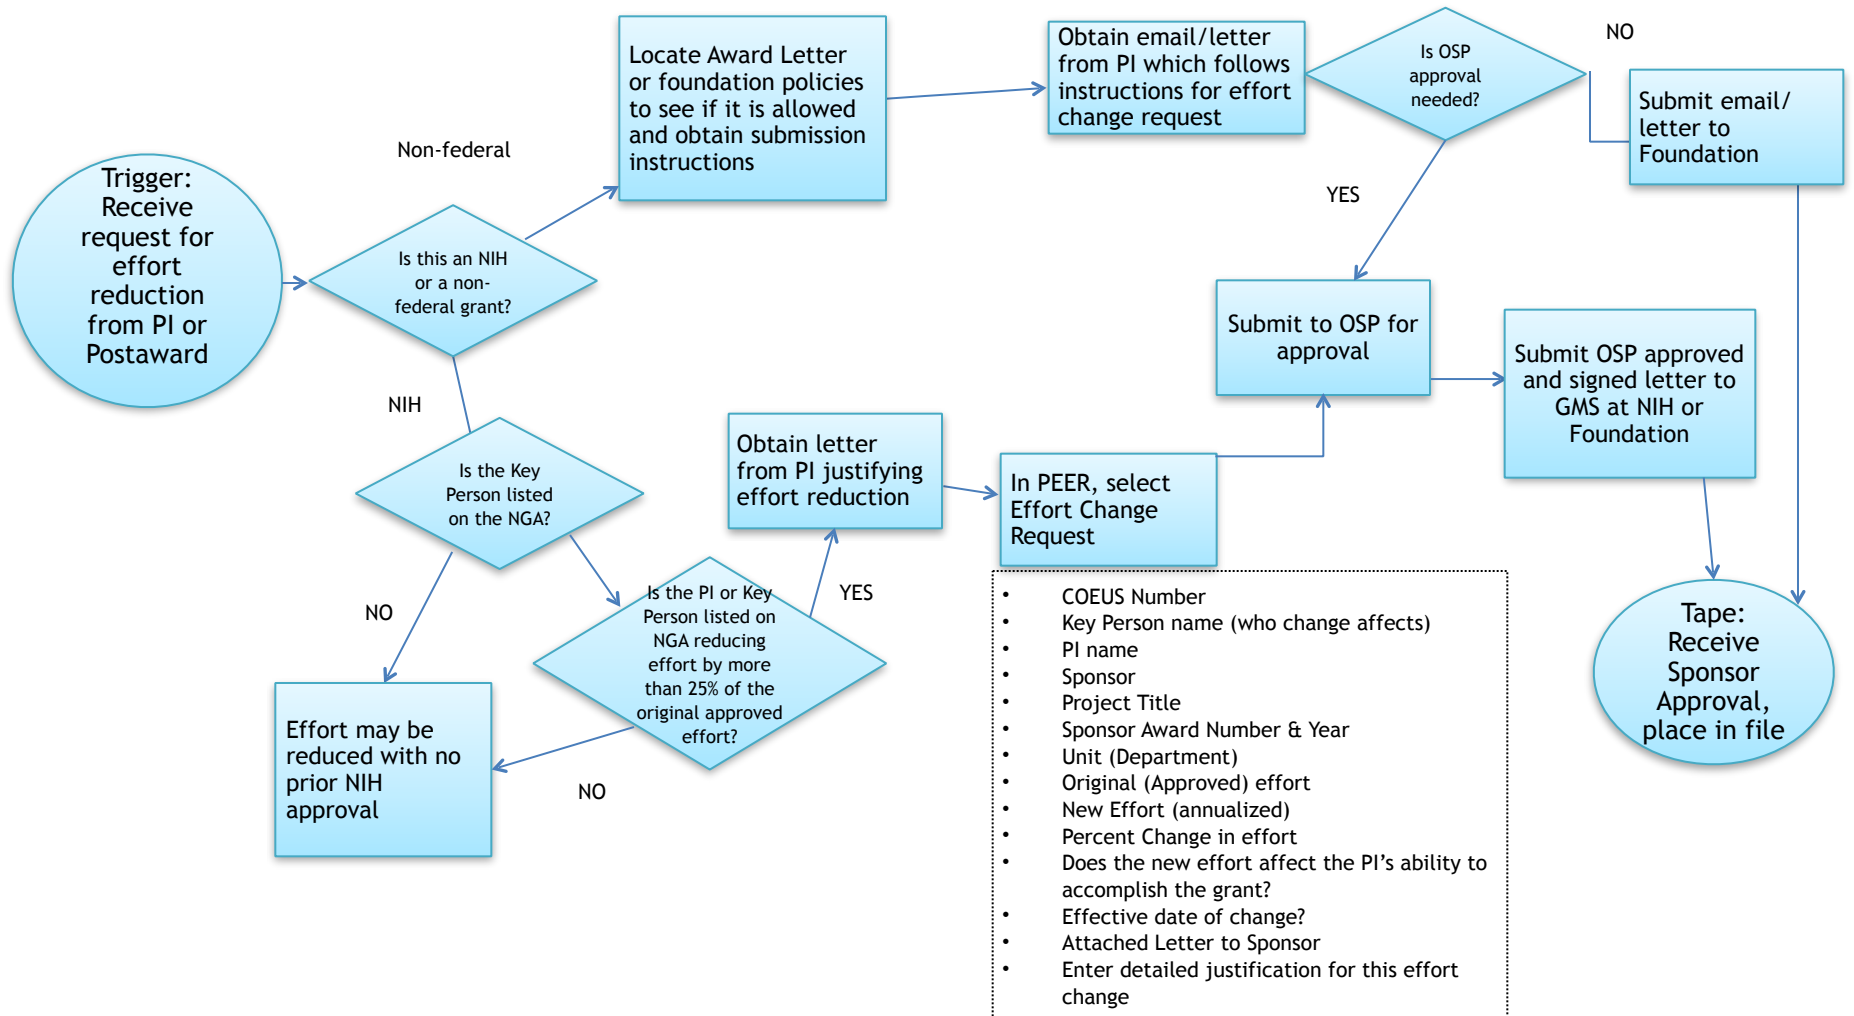 Trigger:
Receive
request for
effort
reduction
from PI or
Postaward
Is this an NIH
or a non-
federal grant?
Non-federal
Locate Award Letter
or foundation policies
to see if it is allowed
and obtain submission
instructions
Obtain email/letter
from PI which follows
instructions for effort
change request
Is OSP
approval
needed?
NO
Submit email/
letter to
Foundation
YES
Submit to OSP for
approval
Submit OSP approved
and signed letter to
GMS at NIH or
Foundation
NIH
Is the Key
Person listed
on the NGA?
NO
Effort may be
reduced with no
prior NIH
approval
Is the PI or Key
Person listed on
NGA reducing
effort by more
than 25% of the
original approved
effort?
NO
YES
Obtain letter
from PI justifying
effort reduction
In PEER, select
Effort Change
Request
• COEUS Number
• Key Person name (who change affects)
• PI name
• Sponsor
• Project Title
• Sponsor Award Number & Year
• Unit (Department)
• Original (Approved) effort
• New Effort (annualized)
• Percent Change in effort
• Does the new effort affect the PI’s ability to
accomplish the grant?
• Effective date of change?
• Attached Letter to Sponsor
• Enter detailed justification for this effort
change
Tape:
Receive
Sponsor
Approval,
place in file